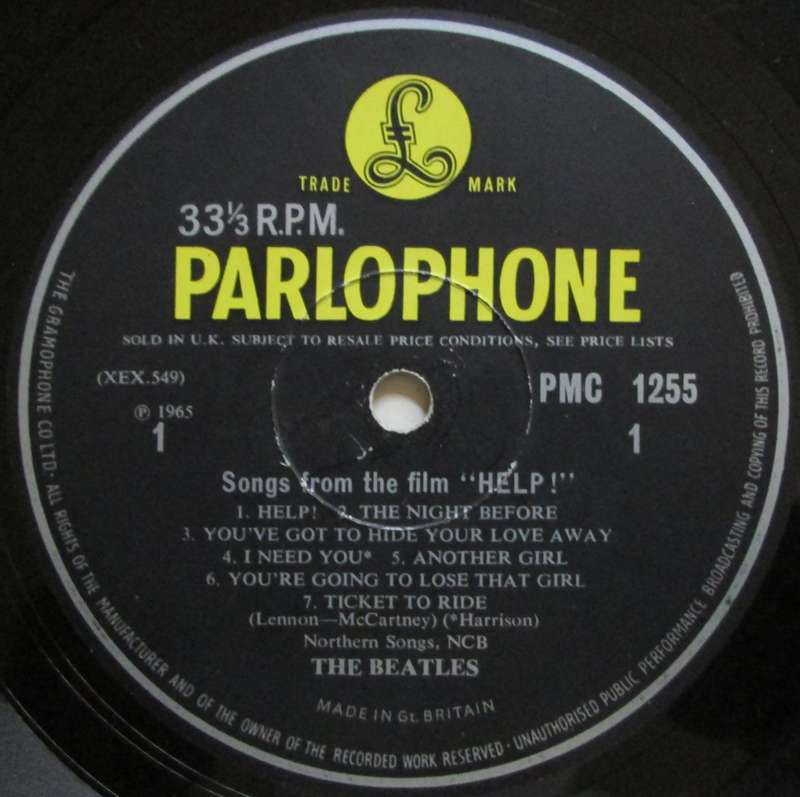 £
TRADE MARK
33⅓ R.P.M.
PARLOPHONE
SOLD IN U.K. SUBJECT TO RESALE PRICE CONDITIONS, SEE PRICE LISTS
(XEX.549)
PMC 1255
℗ 1965
1 1
Songs from the film "HELP!"
1. HELP! 2. THE NIGHT BEFORE
3. YOU'VE GOT TO HIDE YOUR LOVE AWAY
4. I NEED YOU* 5. ANOTHER GIRL
6. YOU'RE GOING TO LOSE THAT GIRL
7. TICKET TO RIDE
(Lennon—McCartney) (*Harrison)
Northern Songs, NCB
THE BEATLES
MADE IN Gt. BRITAIN
THE GRAMOPHONE CO LTD · ALL RIGHTS OF THE MANUFACTURER AND OF THE OWNER OF THE RECORDED WORK RESERVED · UNAUTHORISED PUBLIC PERFORMANCE BROADCASTING AND COPYING OF THIS RECORD PROHIBITED